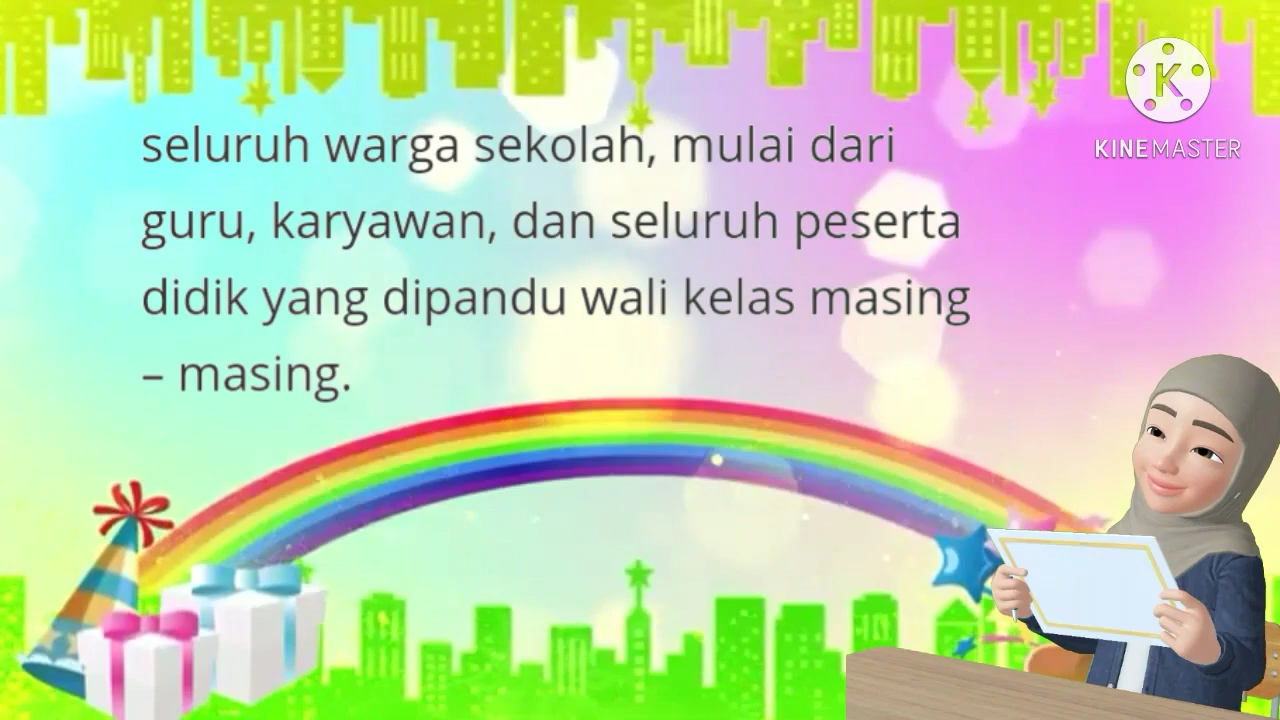 seluruh warga sekolah, mulai dari
guru, karyawan, dan seluruh peserta
didik yang dipandu wali kelas masing
– masing.
K
KINEMASTER